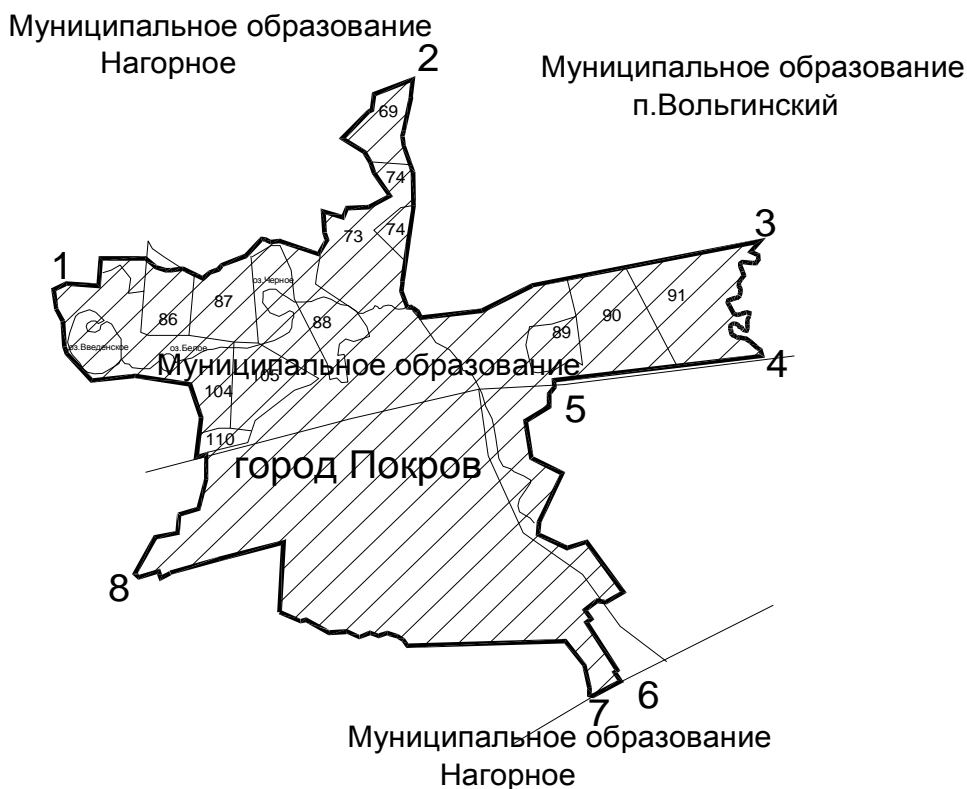 Муниципальное образование
Нагорное
2
Муниципальное образование
п.Вольгинский
69
74
74
73
3
1
оз.Черное
91
87
90
86
88
89
оз.Введенское
оз.Белое
Муниципальное образование
4
105
104
5
110
город Покров
8
6
7
Муниципальное образование
Нагорное